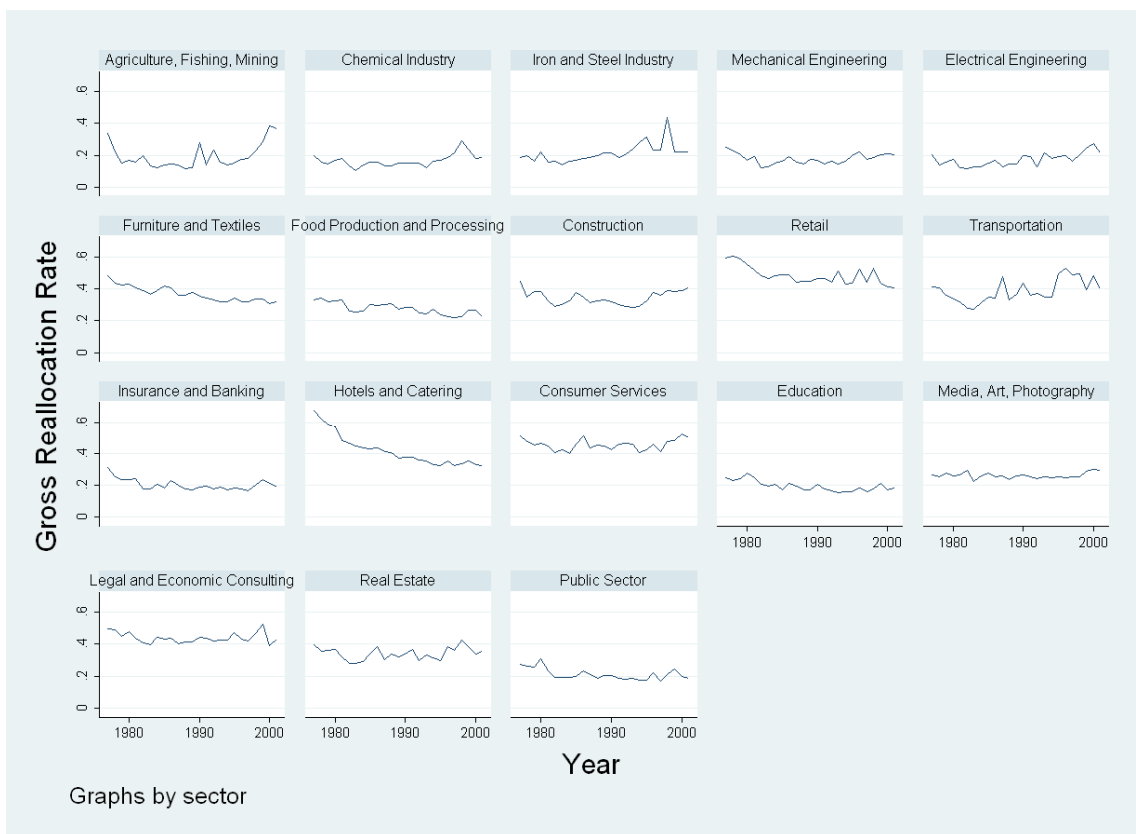 Agriculture, Fishing, Mining
Chemical Industry
Iron and Steel Industry
Mechanical Engineering
Electrical Engineering
.6
.4
.2
0
Furniture and Textiles
Food Production and Processing
Construction
Retail
Transportation
.6
.4
.2
0
Insurance and Banking
Hotels and Catering
Consumer Services
Education
Media, Art, Photography
.6
.4
.2
0
1980 1990 2000
1980 1990 2000
Legal and Economic Consulting
Real Estate
Public Sector
.6
.4
.2
0
1980 1990 2000
1980 1990 2000
1980 1990 2000
Gross Reallocation Rate
Year
Graphs by sector